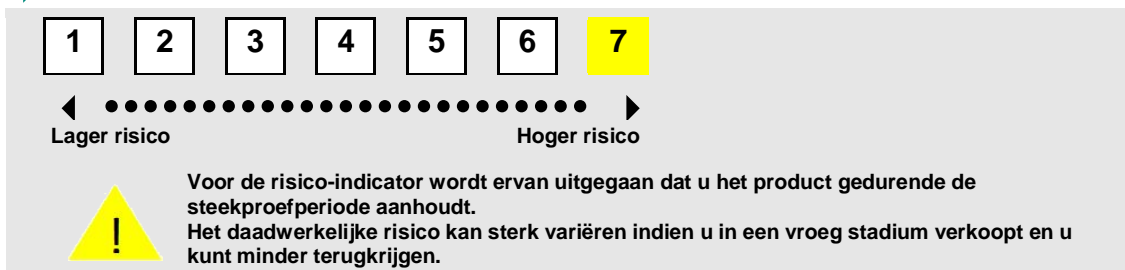 1 2 3 4 5 6 7
Lager risico Hoger risico
! Voor de risico-indicator wordt ervan uitgegaan dat u het product gedurende de
steekproefperiode aanhoudt.
Het daadwerkelijke risico kan sterk variëren indien u in een vroeg stadium verkoopt en u
kunt minder terugkrijgen.